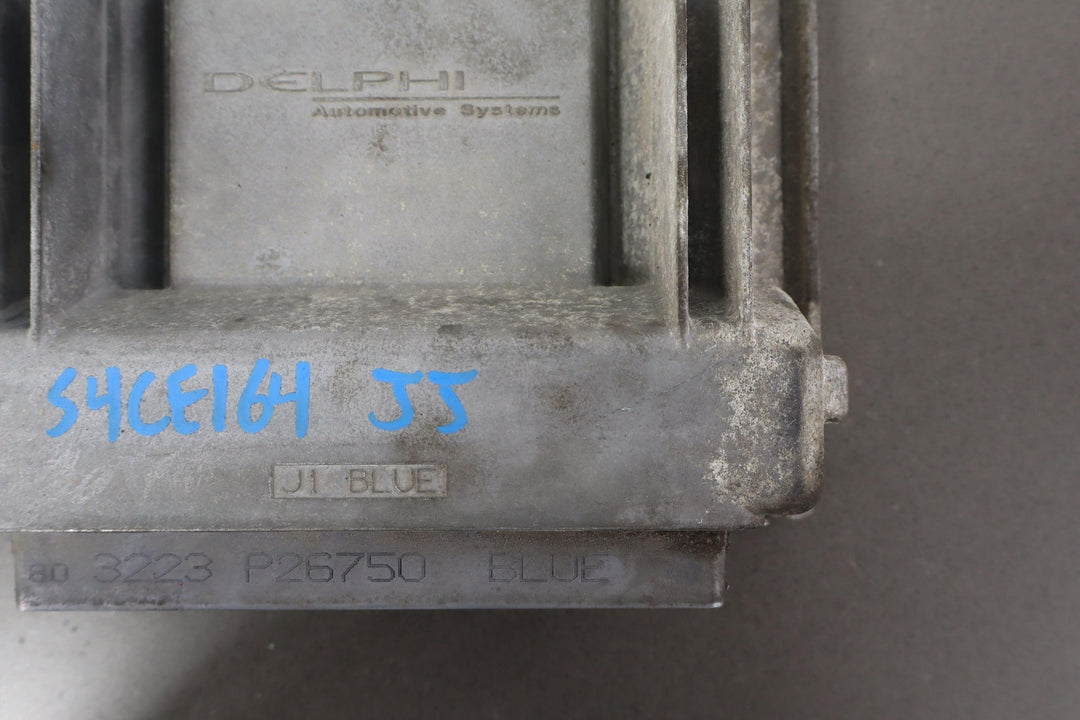 DELPHI
Automotive Systems
S4CE164 JJ
J1 BLUE
80 3223 P26750 BLUE